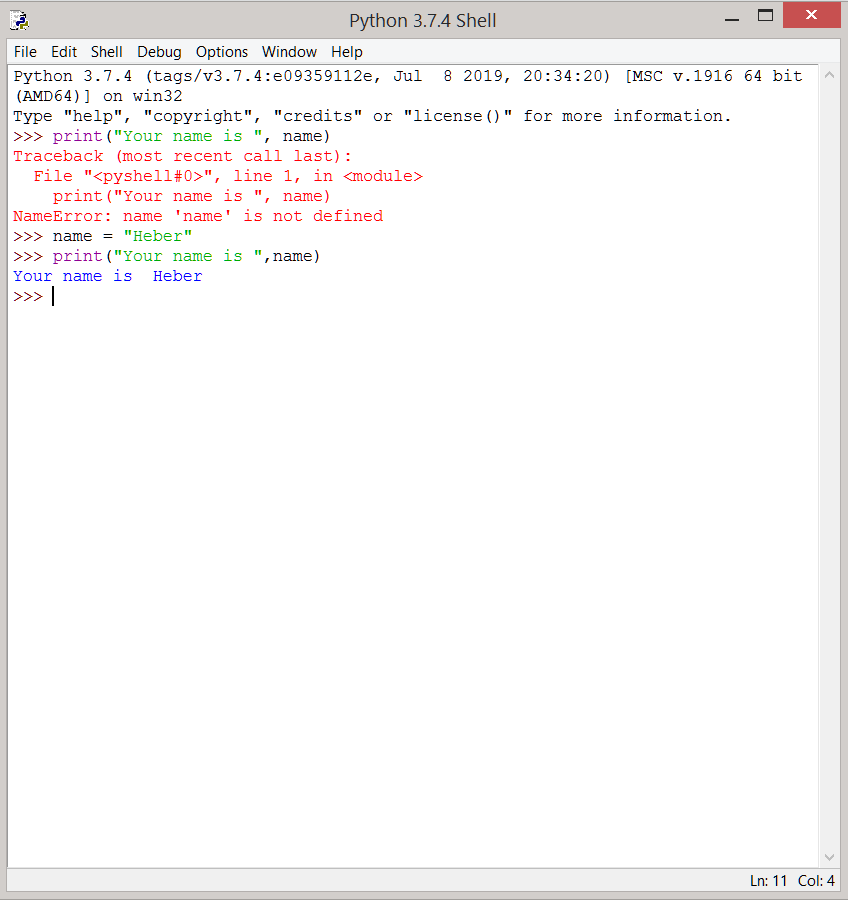 Python 3.7.4 Shell
File Edit Shell Debug Options Window Help
Python 3.7.4 (tags/v3.7.4:e09359112e, Jul  8 2019, 20:34:20) [MSC v.1916 64 bit
(AMD64)] on win32
Type "help", "copyright", "credits" or "license()" for more information.
>>> print("Your name is ", name)
Traceback (most recent call last):
  File "<pyshell#0>", line 1, in <module>
    print("Your name is ", name)
NameError: name 'name' is not defined
>>> name = "Heber"
>>> print("Your name is ",name)
Your name is  Heber
>>>
Ln: 11 Col: 4